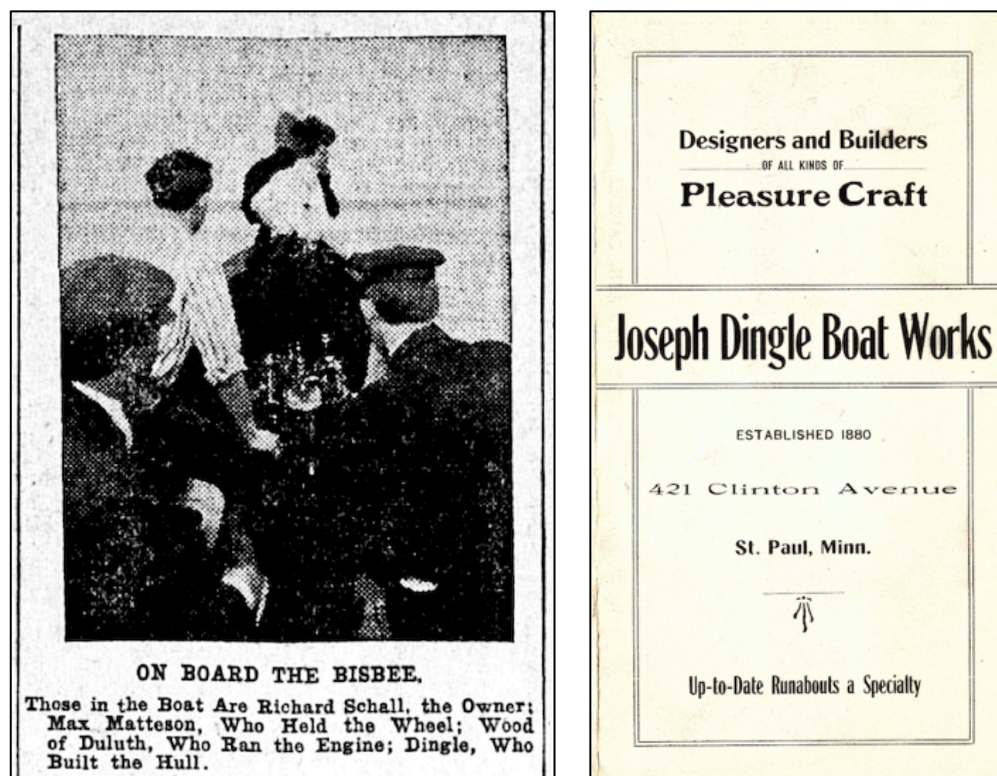 ON BOARD THE BISBEE.
Those in the Boat Are Richard Schall, the Owner;
Max Matteson, Who Held the Wheel; Wood
of Duluth, Who Ran the Engine; Dingle, Who
Built the Hull.
Designers and Builders
OF ALL KINDS OF
Pleasure Craft
Joseph Dingle Boat Works
ESTABLISHED 1880
421 Clinton Avenue
St. Paul, Minn.
Up-to-Date Runabouts a Specialty